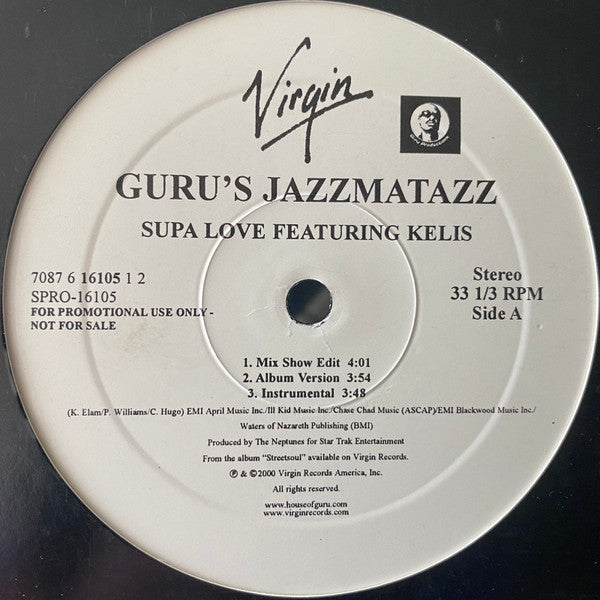 Virgin
GURU'S JAZZMATAZZ
SUPA LOVE FEATURING KELIS
7087 6 16105 1 2
SPRO-16105
FOR PROMOTIONAL USE ONLY -
NOT FOR SALE
Stereo
33 1/3 RPM
Side A
1. Mix Show Edit 4:01
2. Album Version 3:54
3. Instrumental 3:48
(K. Elam/P. Williams/C. Hugo) EMI April Music Inc./Ill Kid Music Inc/Chase Chad Music (ASCAP)/EMI Blackwood Music Inc./
Waters of Nazareth Publishing (BMI)
Produced by The Neptunes for Star Trak Entertainment
From the album "Streetsoul" available on Virgin Records.
℗ & ©2000 Virgin Records America, Inc.
All rights reserved.
www.houseofguru.com
www.virginrecords.com